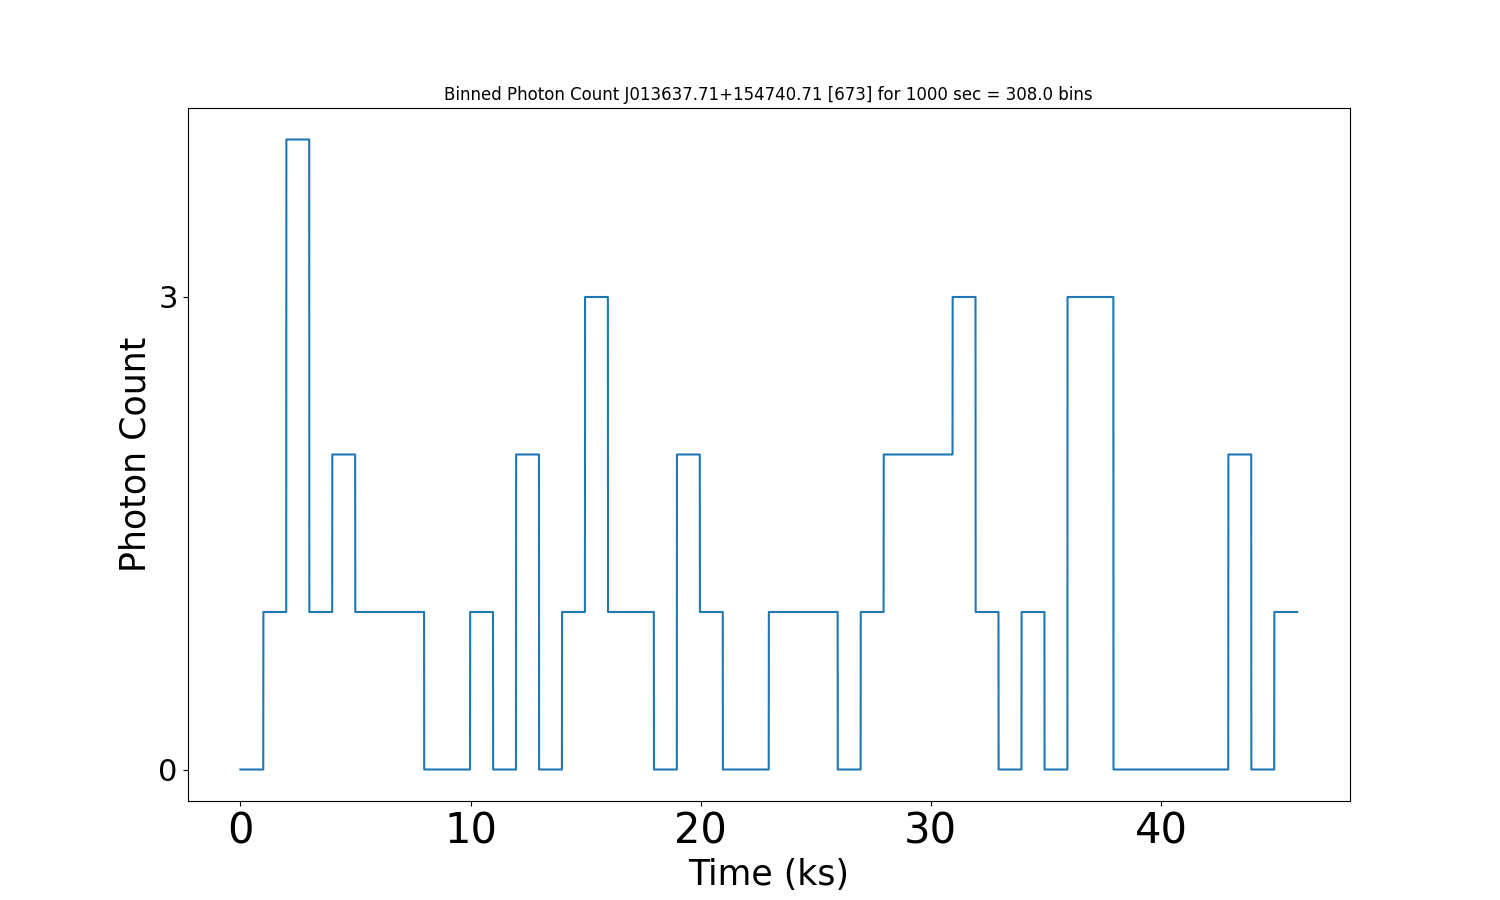 Binned Photon Count J013637.71+154740.71 [673] for 1000 sec = 308.0 bins
3
Photon Count
0
0 10 20 30 40
Time (ks)